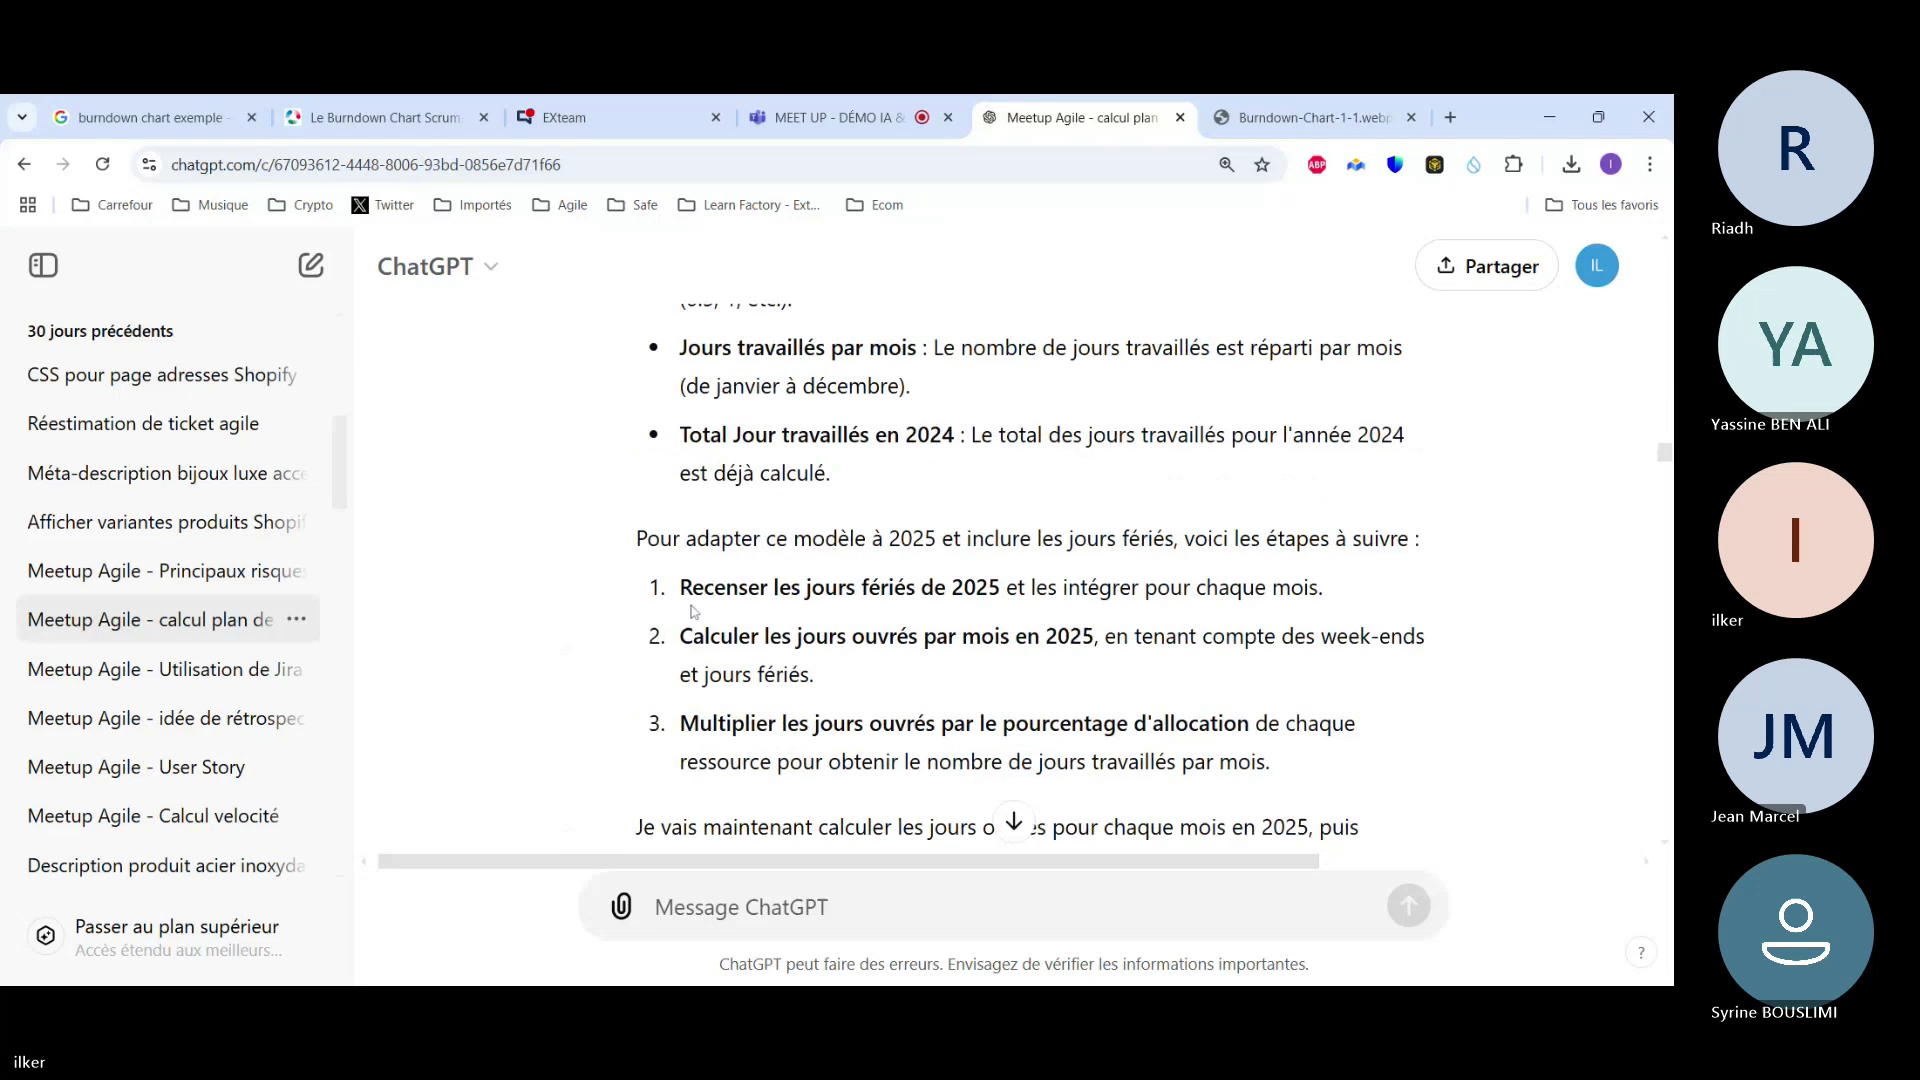 burndown chart exemple -
Le Burndown Chart Scrum
EXteam
MEET UP - DÉMO IA &
Meetup Agile - calcul plan
Burndown-Chart-1-1.webp
chatgpt.com/c/67093612-4448-8006-93bd-0856e7d71f66
ABP
I
Carrefour
Musique
Crypto
Twitter
Importés
Agile
Safe
Learn Factory - Ext...
Ecom
Tous les favoris
ChatGPT
Partager
IL
30 jours précédents
CSS pour page adresses Shopify
Réestimation de ticket agile
Méta-description bijoux luxe acce
Afficher variantes produits Shopif
Meetup Agile - Principaux risques
Meetup Agile - calcul plan de
Meetup Agile - Utilisation de Jira
Meetup Agile - idée de rétrospec
Meetup Agile - User Story
Meetup Agile - Calcul velocité
Description produit acier inoxyda
Passer au plan supérieur
Accès étendu aux meilleurs...
(0.5, 1, etc.).
• Jours travaillés par mois : Le nombre de jours travaillés est réparti par mois
(de janvier à décembre).
• Total Jour travaillés en 2024 : Le total des jours travaillés pour l'année 2024
est déjà calculé.
Pour adapter ce modèle à 2025 et inclure les jours fériés, voici les étapes à suivre :
1. Recenser les jours fériés de 2025 et les intégrer pour chaque mois.
2. Calculer les jours ouvrés par mois en 2025, en tenant compte des week-ends
et jours fériés.
3. Multiplier les jours ouvrés par le pourcentage d'allocation de chaque
ressource pour obtenir le nombre de jours travaillés par mois.
Je vais maintenant calculer les jours o es pour chaque mois en 2025, puis
Message ChatGPT
ChatGPT peut faire des erreurs. Envisagez de vérifier les informations importantes.
?
R
Riadh
YA
Yassine BEN ALI
I
ilker
JM
Jean Marcel
Syrine BOUSLIMI
ilker